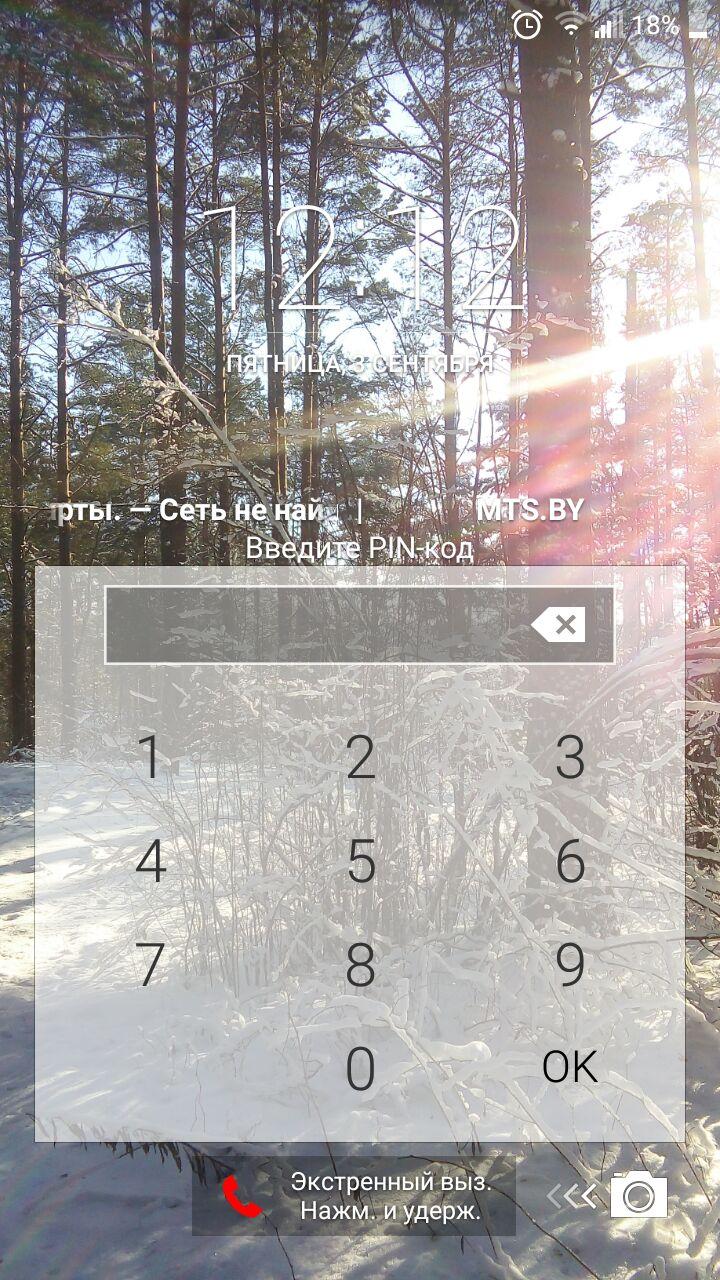 18%
12:12
ПЯТНИЦА, 3 СЕНТЯБРЯ
рты. — Сеть не най | MTS.BY
Введите PIN-код
1 2 3
4 5 6
7 8 9
0 OK
Экстренный выз.
Нажм. и удерж.